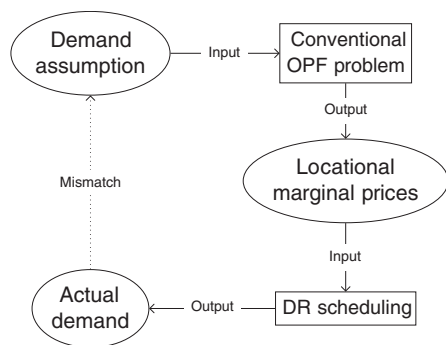 Demand
assumption
Input
Conventional
OPF problem
Output
Locational
marginal prices
Mismatch
Input
Actual
demand
Output
DR scheduling